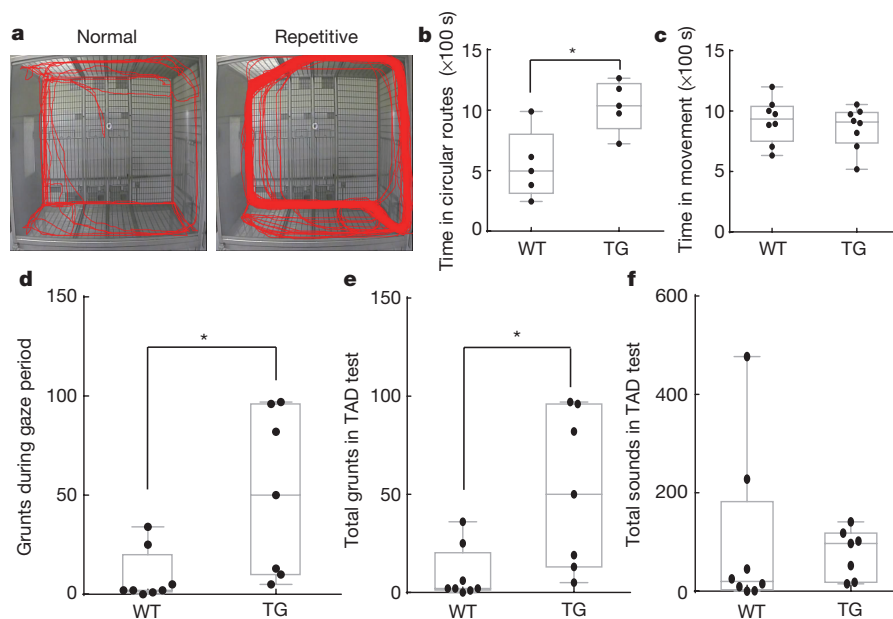 a
Normal
Repetitive
b
Time in circular routes (×100 s)
15
10
5
0
*
WT
TG
c
Time in movement (×100 s)
15
10
5
0
WT
TG
d
Grunts during gaze period
150
100
50
0
*
WT
TG
e
Total grunts in TAD test
150
100
50
0
*
WT
TG
f
Total sounds in TAD test
600
400
200
0
WT
TG